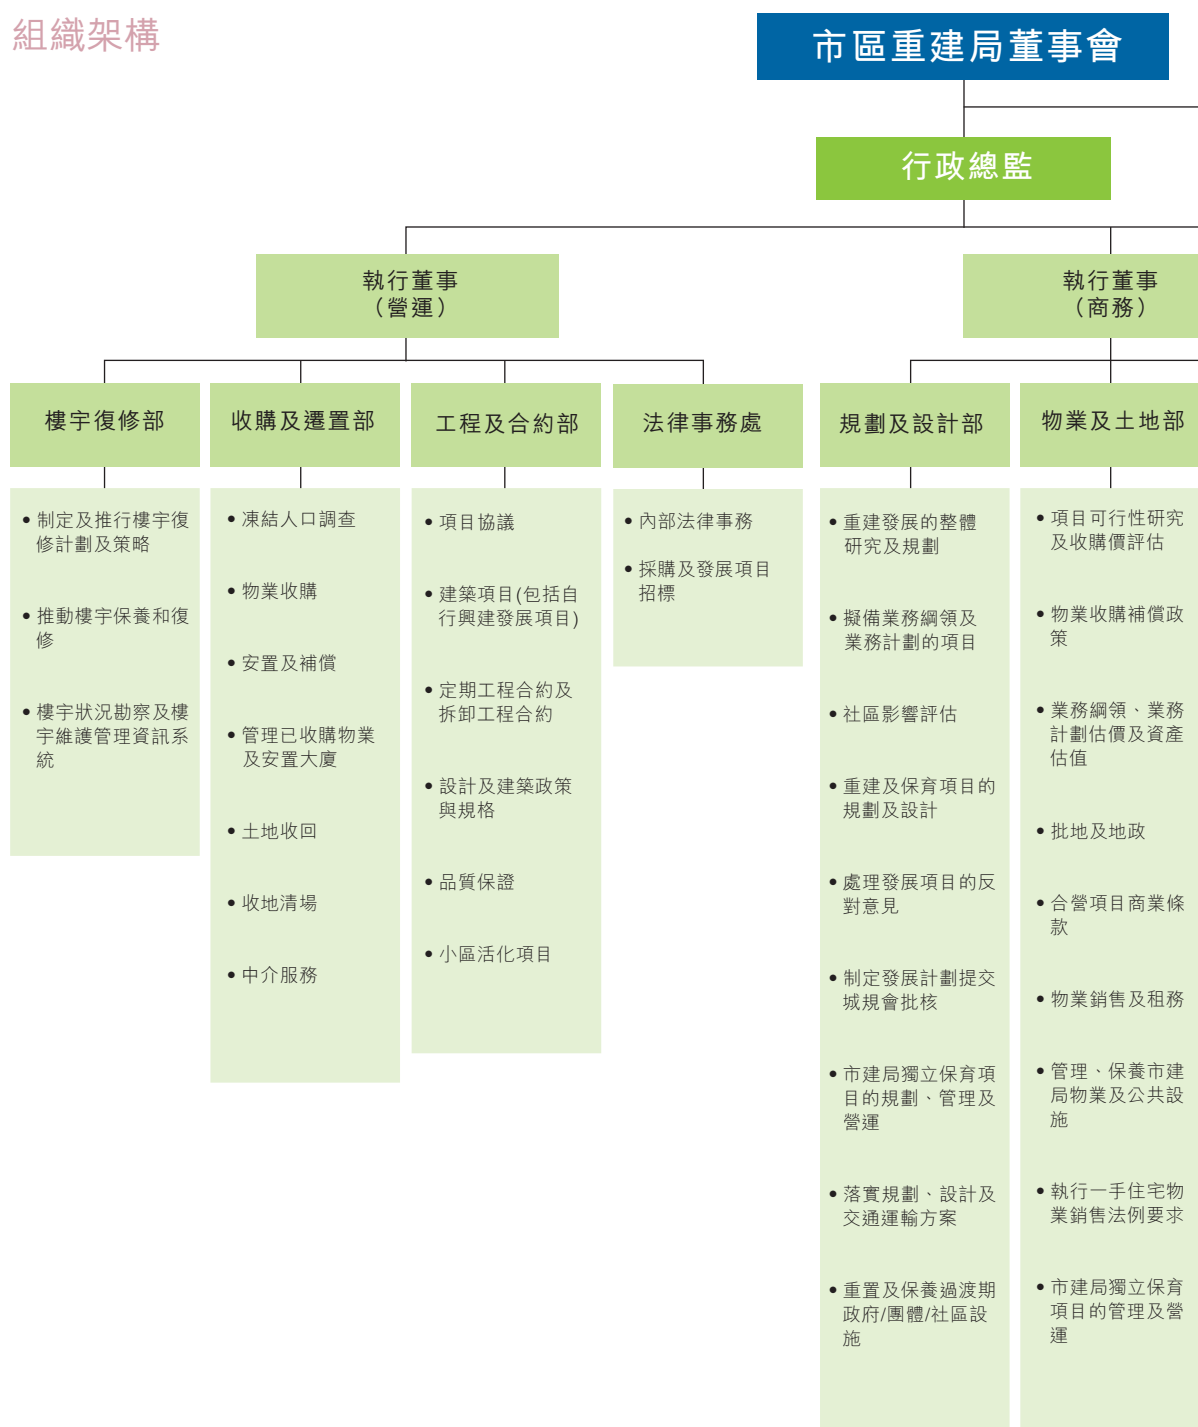 組織架構
市區重建局董事會
行政總監
執行董事
（營運）
執行董事
（商務）
樓宇復修部
收購及遷置部
工程及合約部
法律事務處
規劃及設計部
物業及土地部
• 制定及推行樓宇復
修計劃及策略
• 推動樓宇保養和復
修
• 樓宇狀況勘察及樓
宇維護管理資訊系
統
• 凍結人口調查
• 物業收購
• 安置及補償
• 管理已收購物業
及安置大廈
• 土地收回
• 收地清場
• 中介服務
• 項目協議
• 建築項目(包括自
行興建發展項目)
• 定期工程合約及
拆卸工程合約
• 設計及建築政策
與規格
• 品質保證
• 小區活化項目
• 內部法律事務
• 採購及發展項目
招標
• 重建發展的整體
研究及規劃
• 擬備業務綱領及
業務計劃的項目
• 社區影響評估
• 重建及保育項目的
規劃及設計
• 處理發展項目的反
對意見
• 制定發展計劃提交
城規會批核
• 市建局獨立保育項
目的規劃、管理及
營運
• 落實規劃、設計及
交通運輸方案
• 重置及保養過渡期
政府/團體/社區設
施
• 項目可行性研究
及收購價評估
• 物業收購補償政
策
• 業務綱領、業務
計劃估價及資產
估值
• 批地及地政
• 合營項目商業條
款
• 物業銷售及租務
• 管理、保養市建
局物業及公共設
施
• 執行一手住宅物
業銷售法例要求
• 市建局獨立保育
項目的管理及營
運